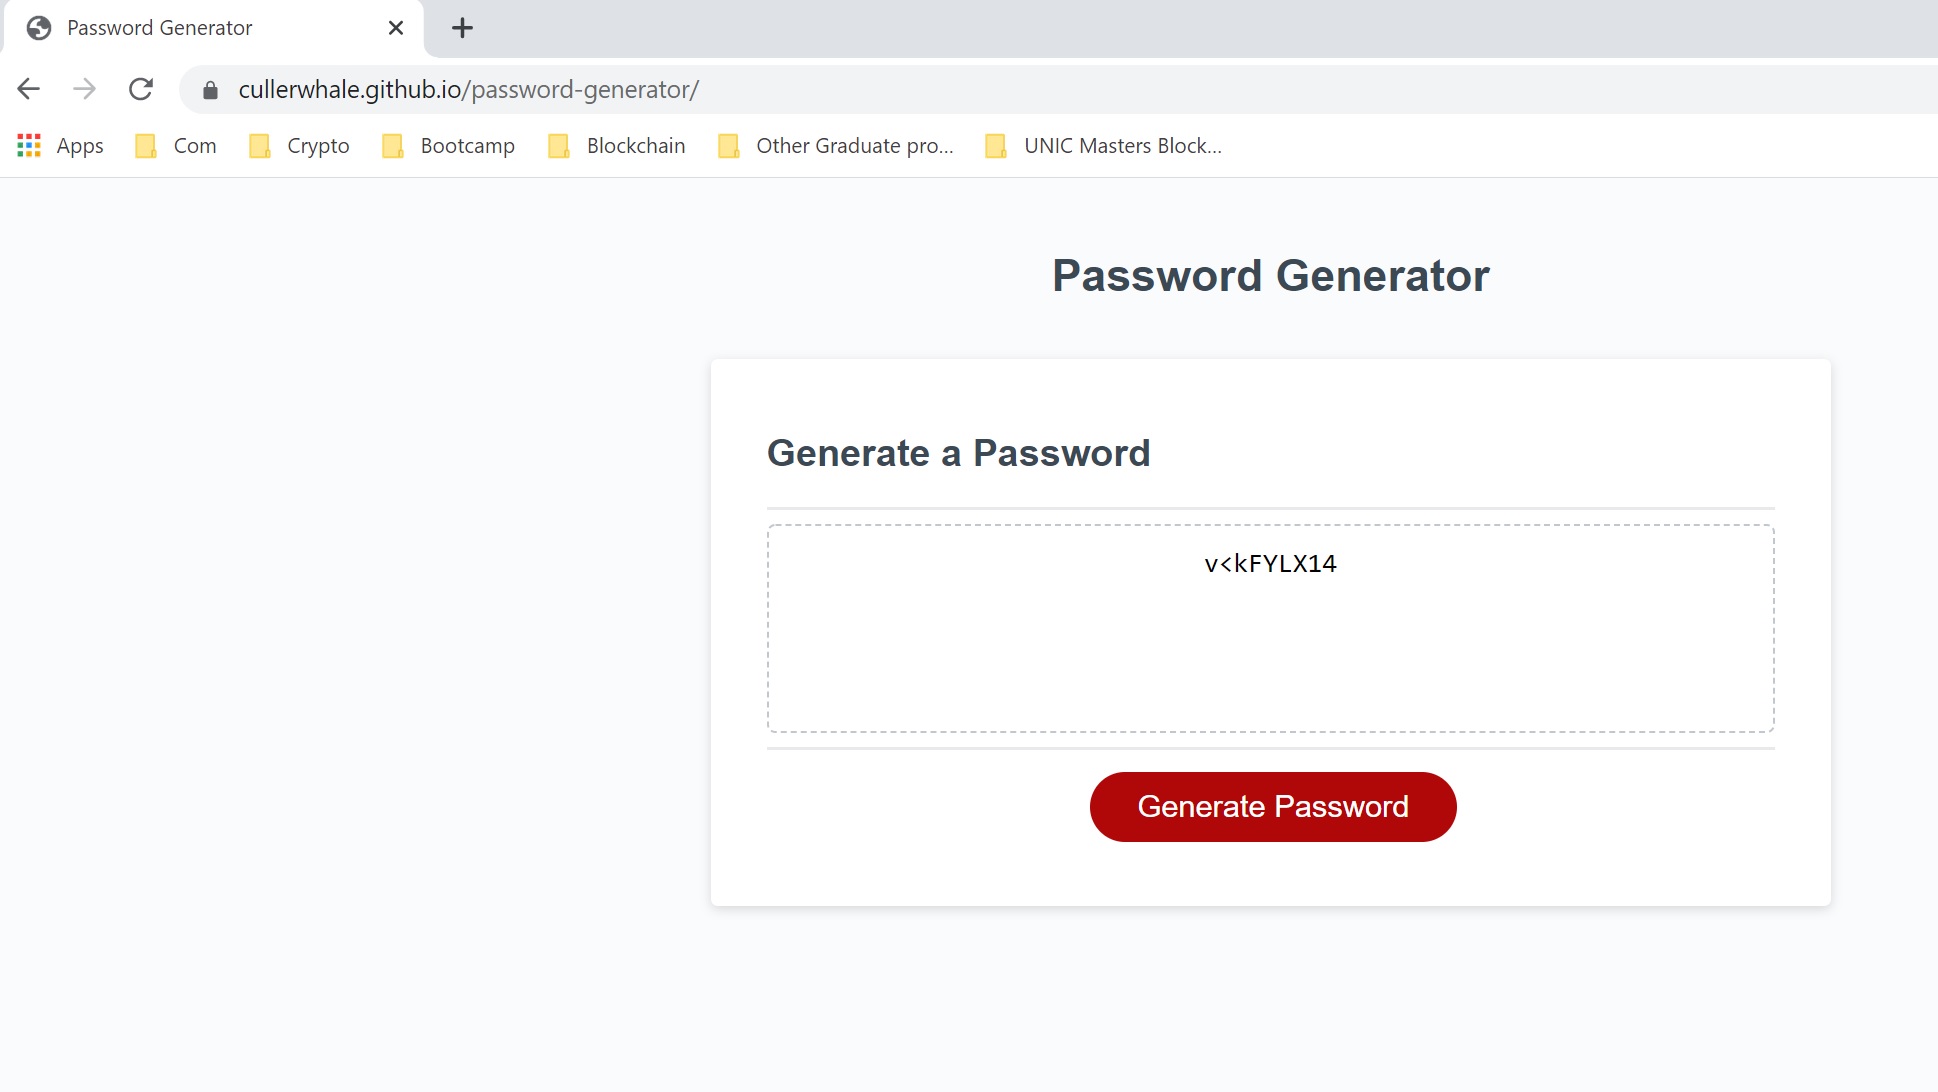 Password Generator
cullerwhale.github.io/password-generator/
Apps Com Crypto Bootcamp Blockchain Other Graduate pro... UNIC Masters Block...
Password Generator
Generate a Password
v<kFYLX14
Generate Password